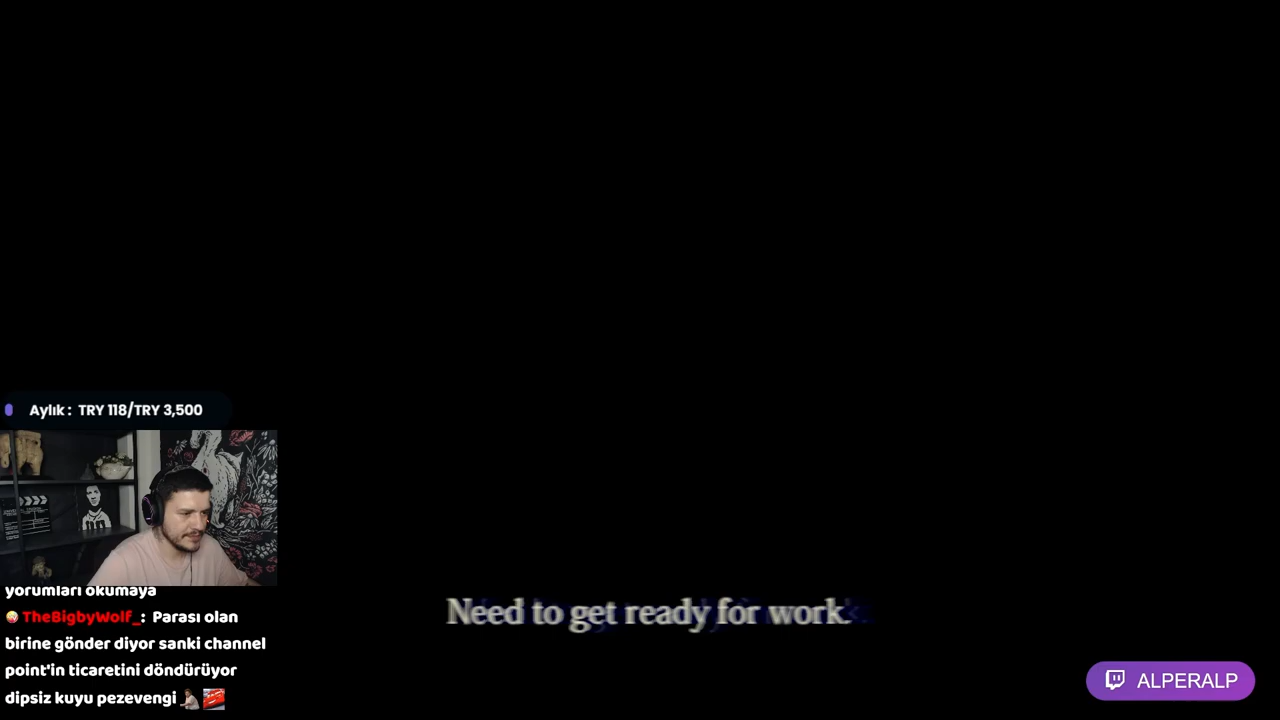 Aylık : TRY 118/TRY 3,500
yorumları okumaya
TheBigbyWolf_: Parası olan
birine gönder diyor sanki channel
point'in ticaretini döndürüyor
dipsiz kuyu pezevengi
Need to get ready for work.
ALPERALP